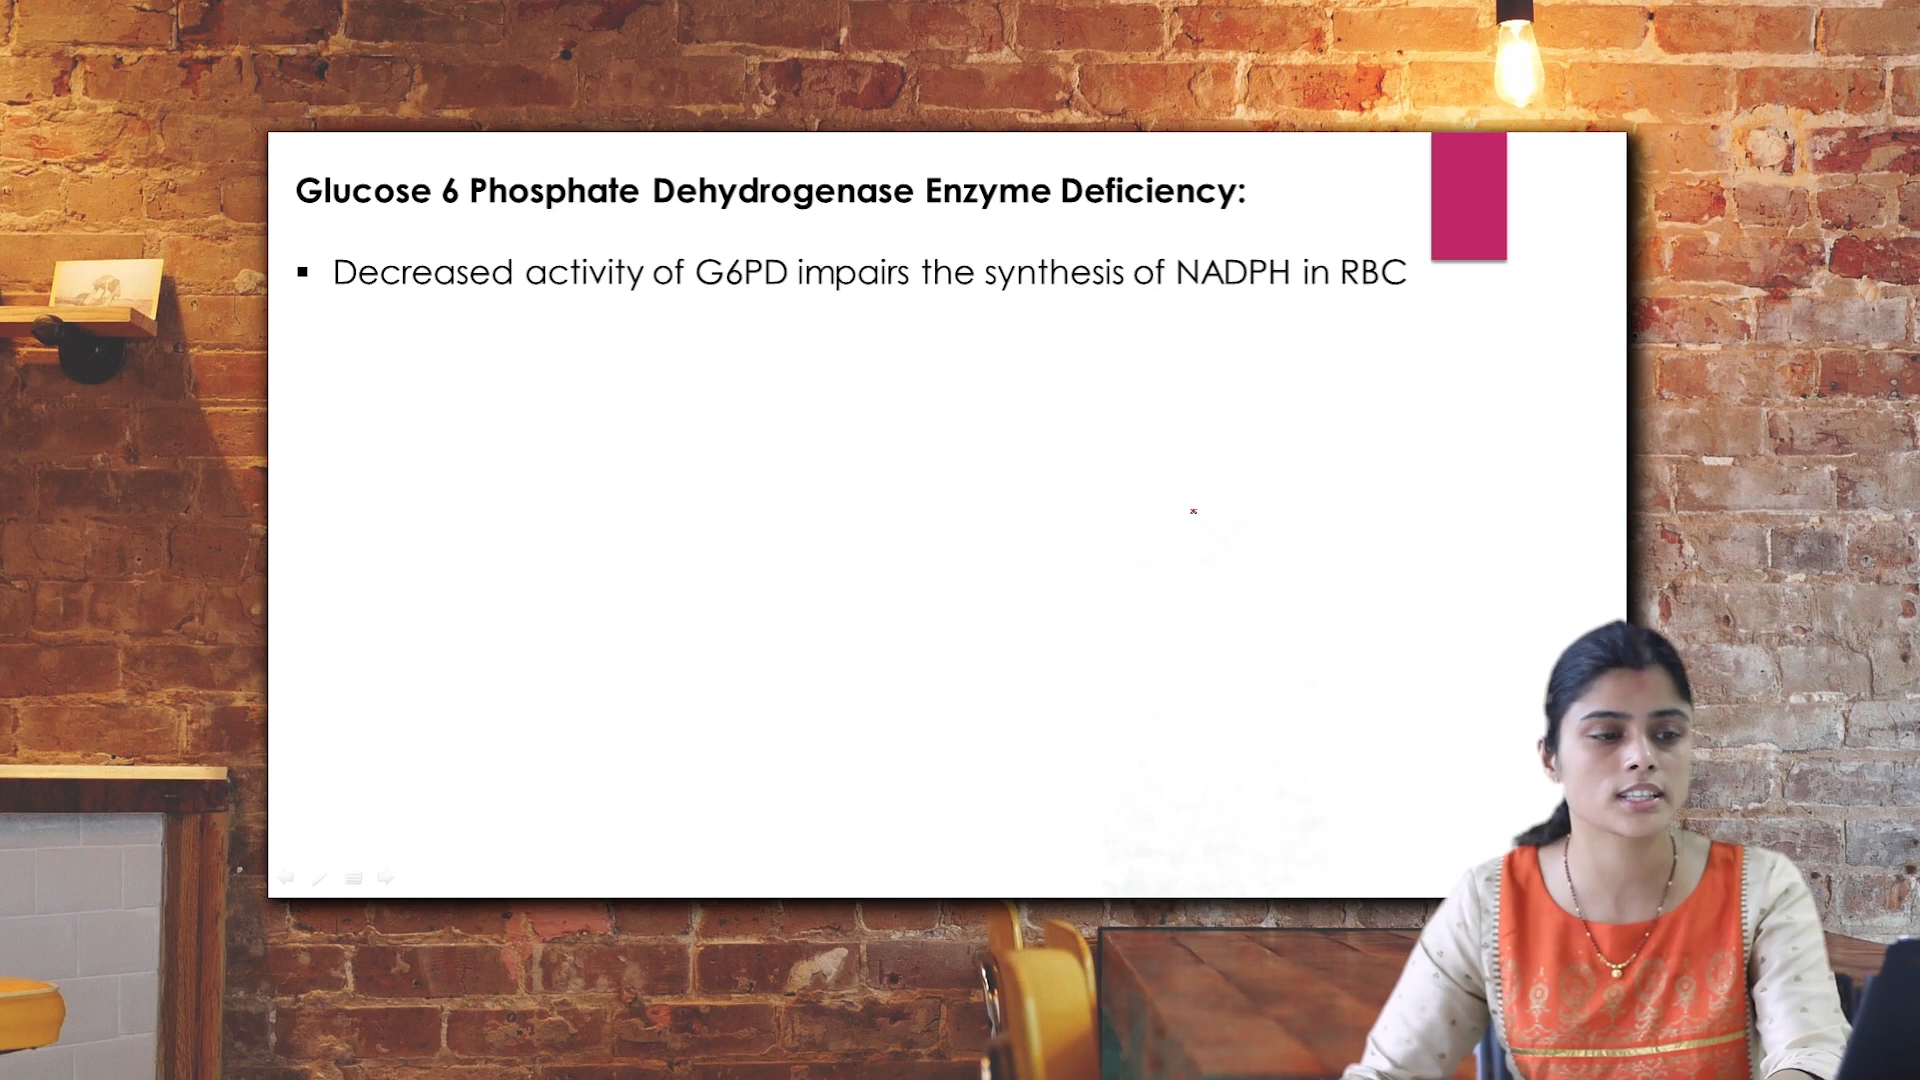 Glucose 6 Phosphate Dehydrogenase Enzyme Deficiency:
▪ Decreased activity of G6PD impairs the synthesis of NADPH in RBC